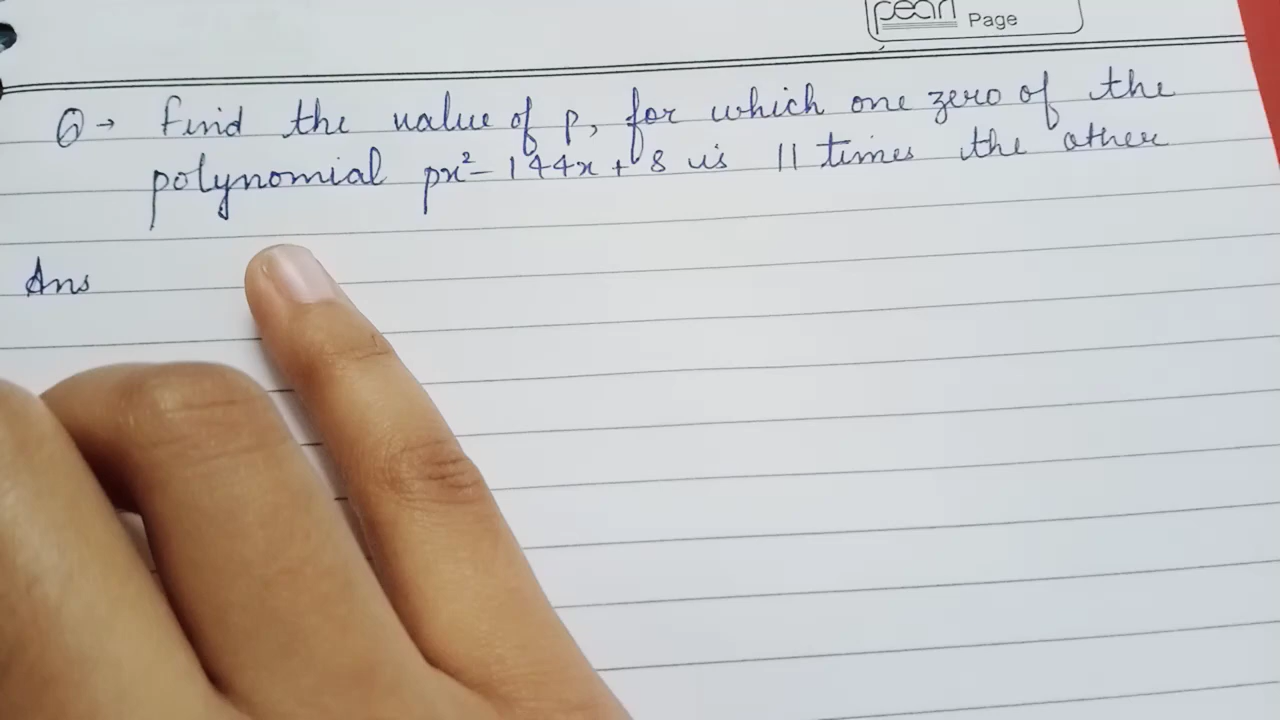 pearl Page
Q→ find the value of p, for which one zero of the
polynomial px²-144x+8 is 11 times the other
Ans